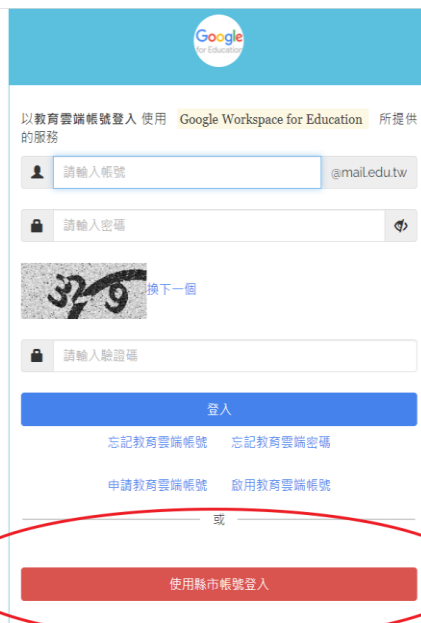 Google
for Education
以教育雲端帳號登入 使用 Google Workspace for Education 所提供
的服務
請輸入帳號 @mail.edu.tw
請輸入密碼
換下一個
請輸入驗證碼
登入
忘記教育雲端帳號 忘記教育雲端密碼
申請教育雲端帳號 啟用教育雲端帳號
或
使用縣市帳號登入